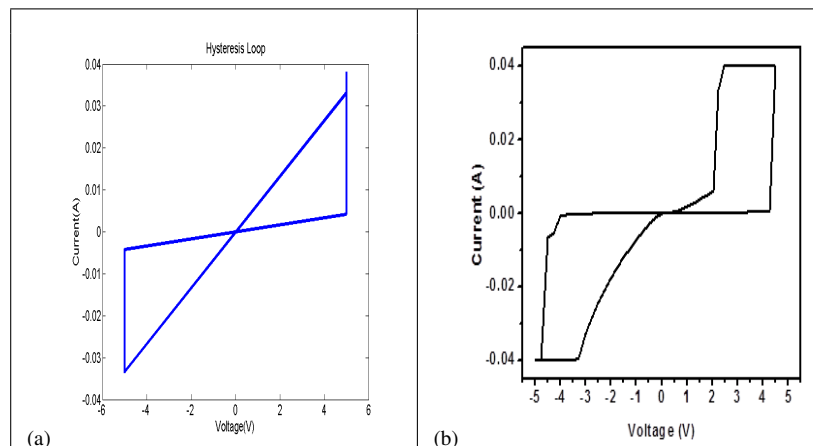 Hysteresis Loop
0.04
0.03
0.02
0.01
0
-0.01
-0.02
-0.03
-0.04
-6 -4 -2 0 2 4 6
Current(A)
Voltage(V)
(a)
0.04
0.02
0.00
-0.02
-0.04
-5 -4 -3 -2 -1 0 1 2 3 4 5
Current (A)
Voltage (V)
(b)